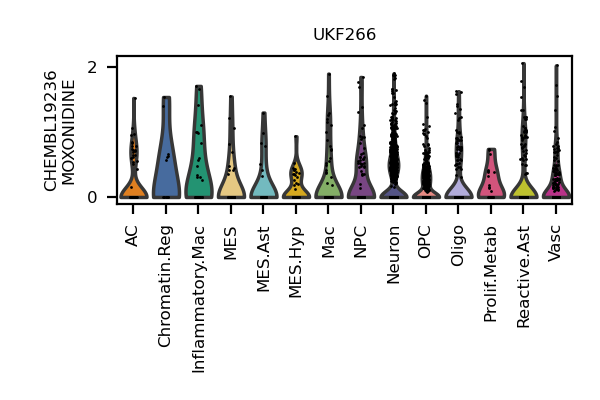 UKF266
CHEMBL19236
MOXONIDINE
2
0
AC
Chromatin.Reg
Inflammatory.Mac
MES
MES.Ast
MES.Hyp
Mac
NPC
Neuron
OPC
Oligo
Prolif.Metab
Reactive.Ast
Vasc